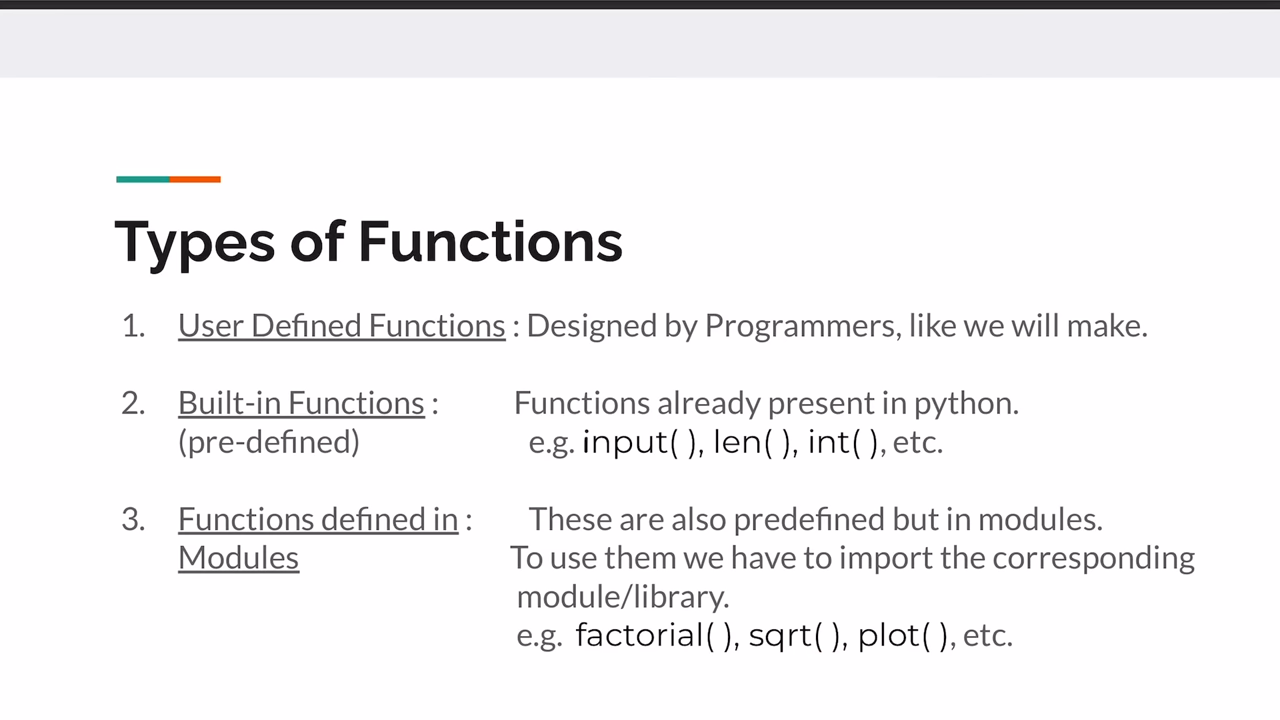 Types of Functions
1. User Defined Functions : Designed by Programmers, like we will make.
2. Built-in Functions : Functions already present in python.
(pre-defined) e.g. input( ), len( ), int( ), etc.
3. Functions defined in : These are also predefined but in modules.
Modules To use them we have to import the corresponding
module/library.
e.g. factorial( ), sqrt( ), plot( ), etc.